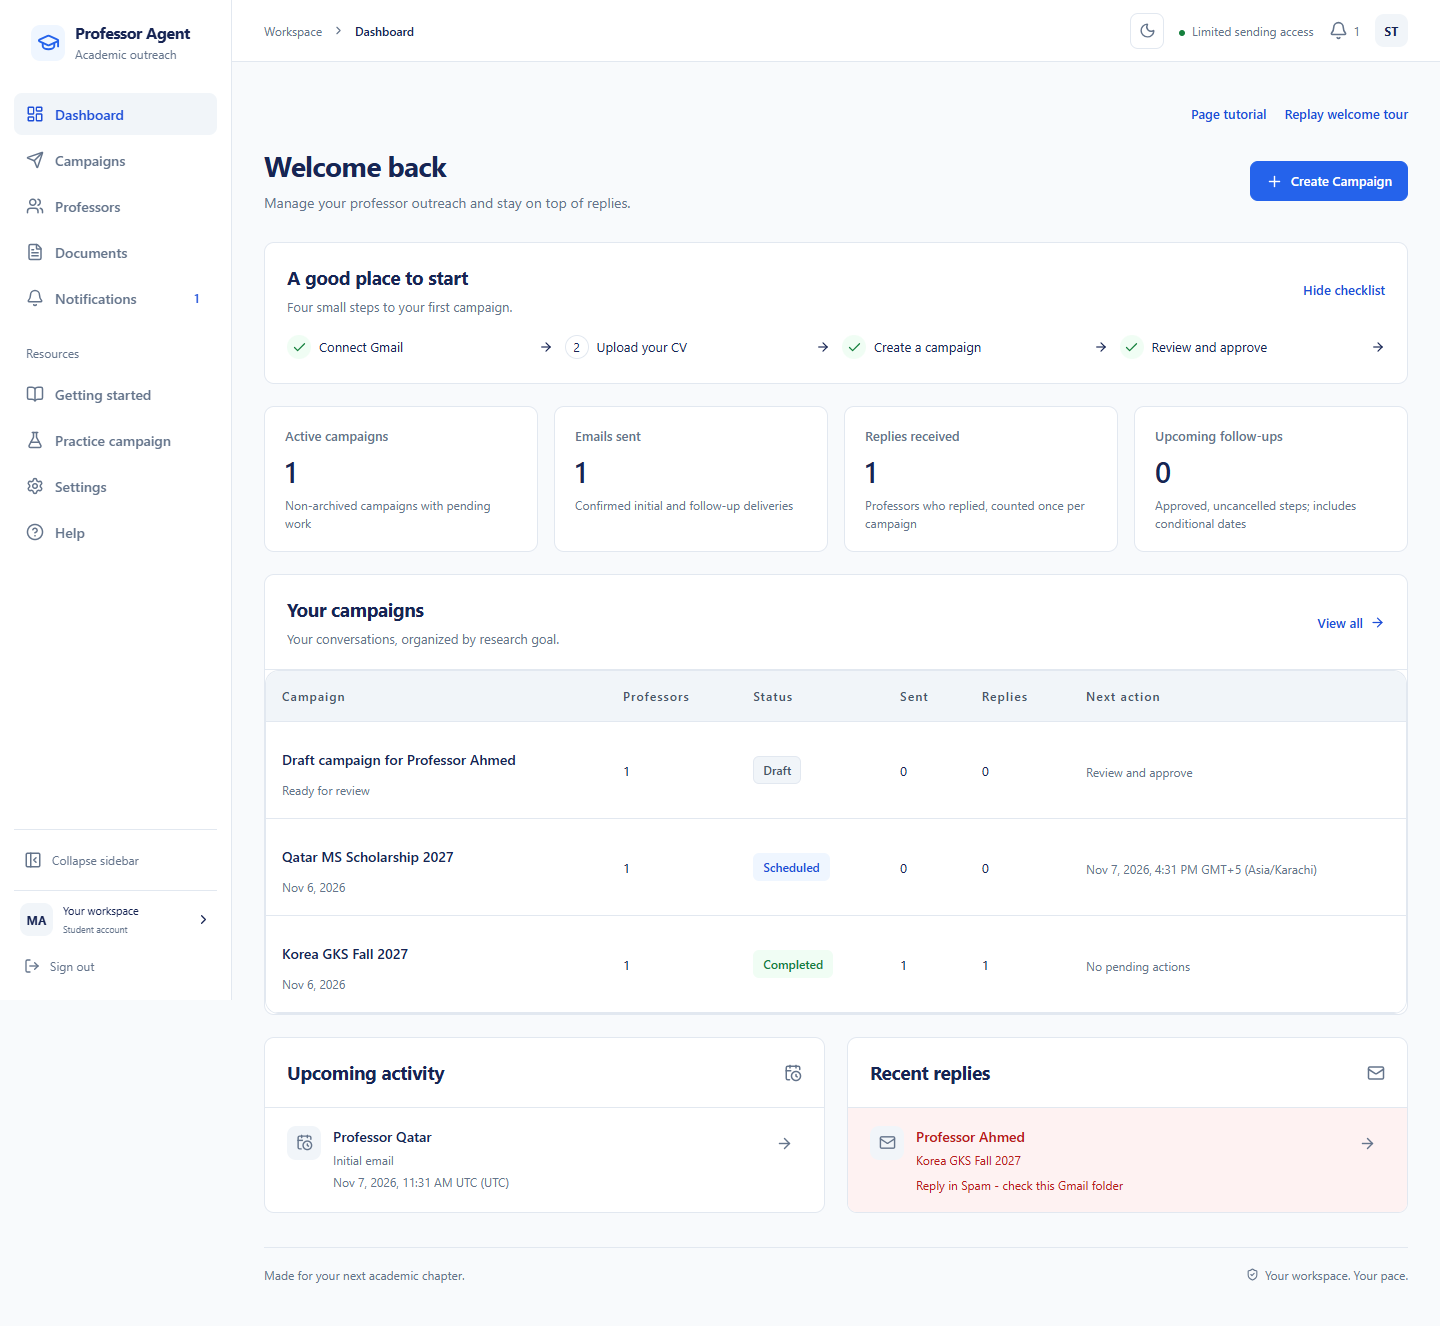 Professor Agent
Academic outreach
Dashboard
Campaigns
Professors
Documents
Notifications 1
Resources
Getting started
Practice campaign
Settings
Help
Collapse sidebar
MA
Your workspace
Student account
Sign out
Workspace > Dashboard
Limited sending access
1
ST
Page tutorial
Replay welcome tour
Welcome back
Manage your professor outreach and stay on top of replies.
+ Create Campaign
A good place to start
Four small steps to your first campaign.
Hide checklist
Connect Gmail
2 Upload your CV
Create a campaign
Review and approve
Active campaigns
1
Non-archived campaigns with pending
work
Emails sent
1
Confirmed initial and follow-up deliveries
Replies received
1
Professors who replied, counted once per
campaign
Upcoming follow-ups
0
Approved, uncancelled steps; includes
conditional dates
Your campaigns
Your conversations, organized by research goal.
View all
Campaign Professors Status Sent Replies Next action
Draft campaign for Professor Ahmed
Ready for review
1 Draft 0 0 Review and approve
Qatar MS Scholarship 2027
Nov 6, 2026
1 Scheduled 0 0 Nov 7, 2026, 4:31 PM GMT+5 (Asia/Karachi)
Korea GKS Fall 2027
Nov 6, 2026
1 Completed 1 1 No pending actions
Upcoming activity
Professor Qatar
Initial email
Nov 7, 2026, 11:31 AM UTC (UTC)
Recent replies
Professor Ahmed
Korea GKS Fall 2027
Reply in Spam - check this Gmail folder
Made for your next academic chapter.
Your workspace. Your pace.